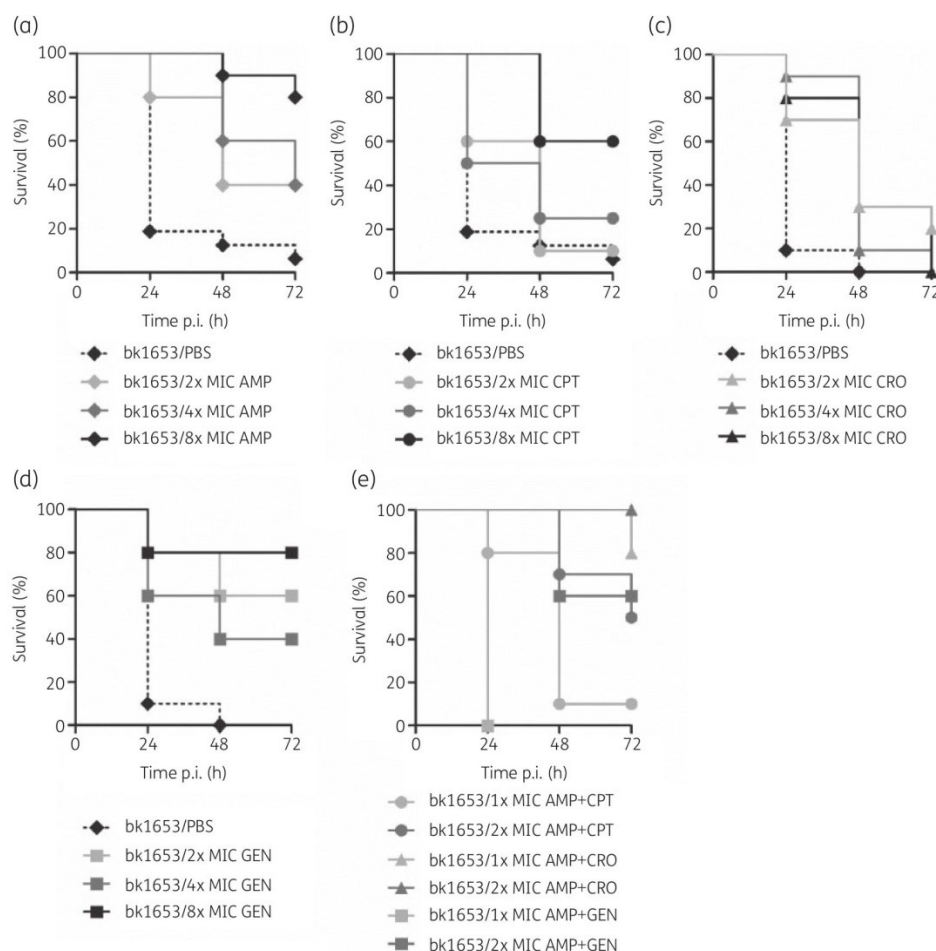 (a)
(b)
(c)
100
80
60
40
20
0
Survival (%)
0
24
48
72
Time p.i. (h)
bk1653/PBS
bk1653/2x MIC AMP
bk1653/4x MIC AMP
bk1653/8x MIC AMP
100
80
60
40
20
0
Survival (%)
0
24
48
72
Time p.i. (h)
bk1653/PBS
bk1653/2x MIC CPT
bk1653/4x MIC CPT
bk1653/8x MIC CPT
100
80
60
40
20
0
Survival (%)
0
24
48
72
Time p.i. (h)
bk1653/PBS
bk1653/2x MIC CRO
bk1653/4x MIC CRO
bk1653/8x MIC CRO
(d)
(e)
100
80
60
40
20
0
Survival (%)
0
24
48
72
Time p.i. (h)
bk1653/PBS
bk1653/2x MIC GEN
bk1653/4x MIC GEN
bk1653/8x MIC GEN
100
80
60
40
20
0
Survival (%)
0
24
48
72
Time p.i. (h)
bk1653/1x MIC AMP+CPT
bk1653/2x MIC AMP+CPT
bk1653/1x MIC AMP+CRO
bk1653/2x MIC AMP+CRO
bk1653/1x MIC AMP+GEN
bk1653/2x MIC AMP+GEN